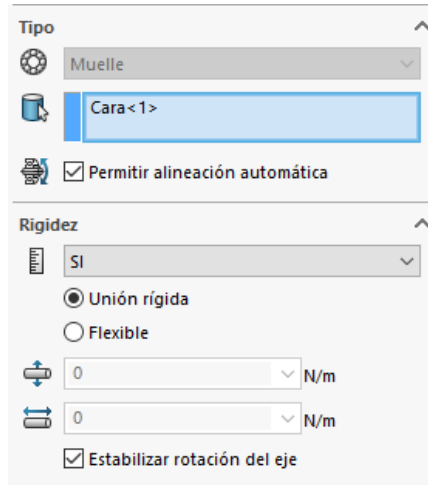 Tipo
Muelle
Cara<1>
Permitir alineación automática
Rigidez
SI
Unión rígida
Flexible
0 N/m
0 N/m
Estabilizar rotación del eje